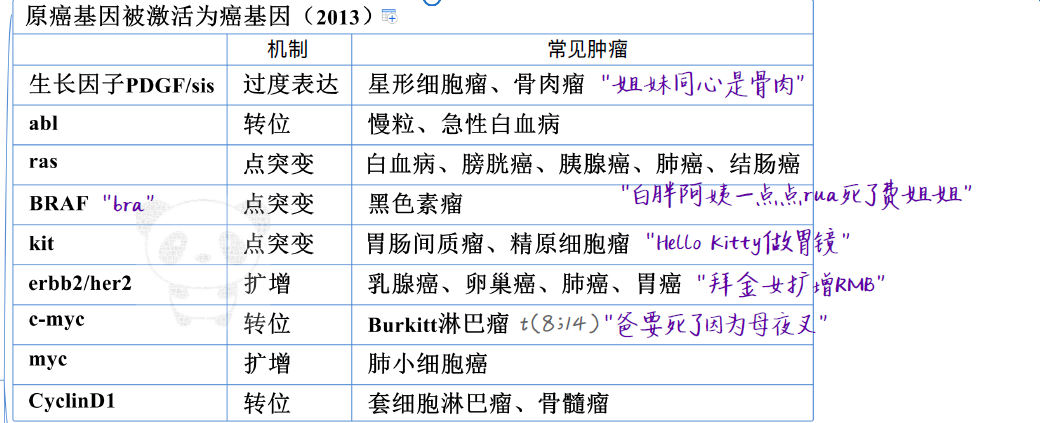 原癌基因被激活为癌基因（2013）
机制 常见肿瘤
生长因子PDGF/sis 过度表达 星形细胞瘤、骨肉瘤 "姐妹同心是骨肉"
abl 转位 慢粒、急性白血病
ras 点突变 白血病、膀胱癌、胰腺癌、肺癌、结肠癌
"白胖阿姨一点点rua死了费姐姐"
BRAF "bra" 点突变 黑色素瘤
kit 点突变 胃肠间质瘤、精原细胞瘤 "Hello Kitty做胃镜"
erbb2/her2 扩增 乳腺癌、卵巢癌、肺癌、胃癌 "拜金女扩增RMB"
c-myc 转位 Burkitt淋巴瘤 t(8;14) "爸要死了因为母夜叉"
myc 扩增 肺小细胞癌
CyclinD1 转位 套细胞淋巴瘤、骨髓瘤